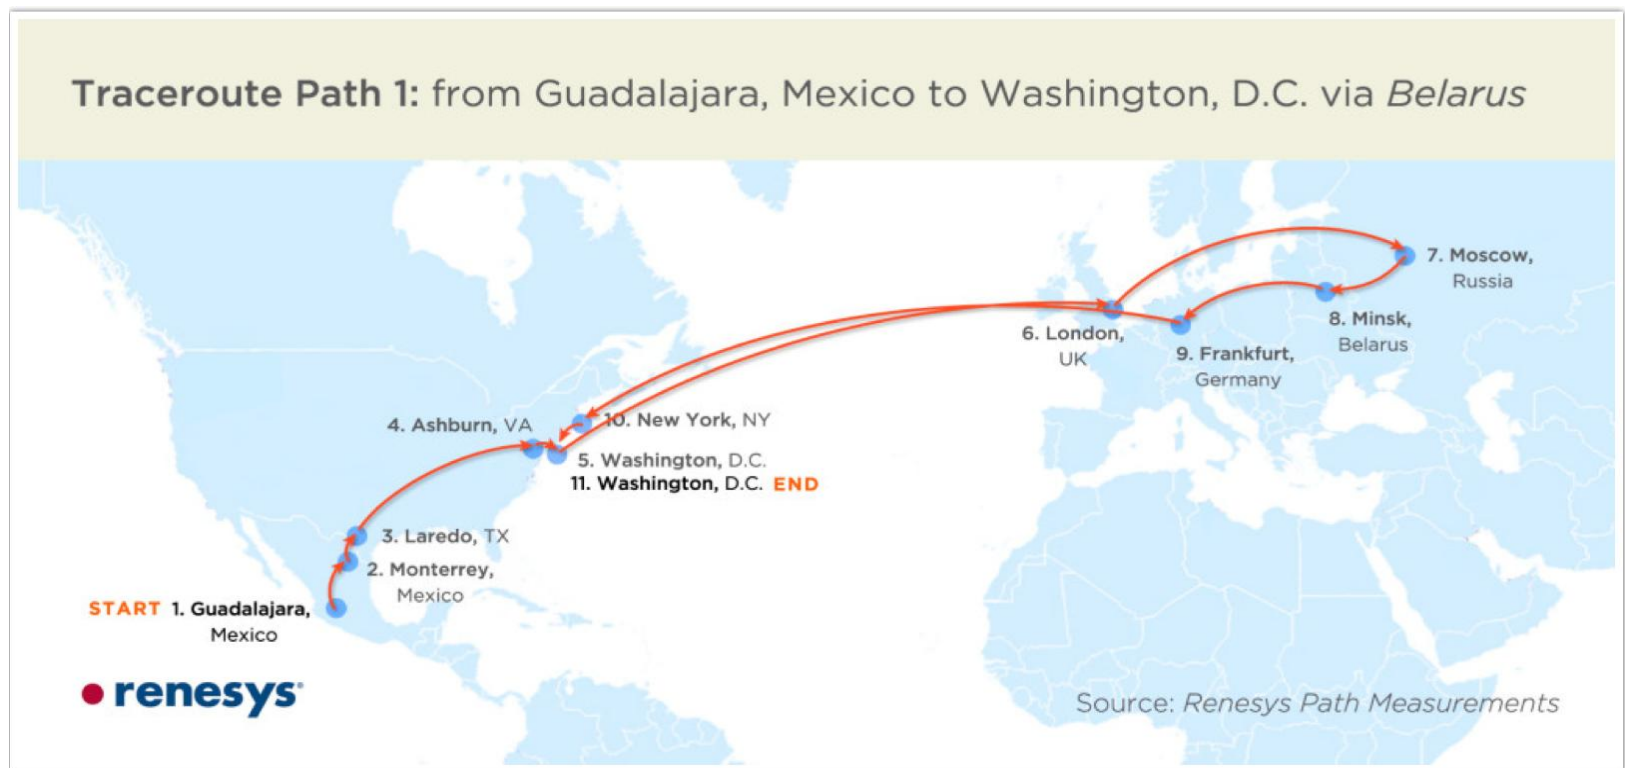 Traceroute Path 1: from Guadalajara, Mexico to Washington, D.C. via Belarus
7. Moscow,
Russia
8. Minsk,
Belarus
6. London,
UK
9. Frankfurt,
Germany
10. New York, NY
4. Ashburn, VA
5. Washington, D.C.
11. Washington, D.C. END
3. Laredo, TX
2. Monterrey,
Mexico
START 1. Guadalajara,
Mexico
renesys
Source: Renesys Path Measurements